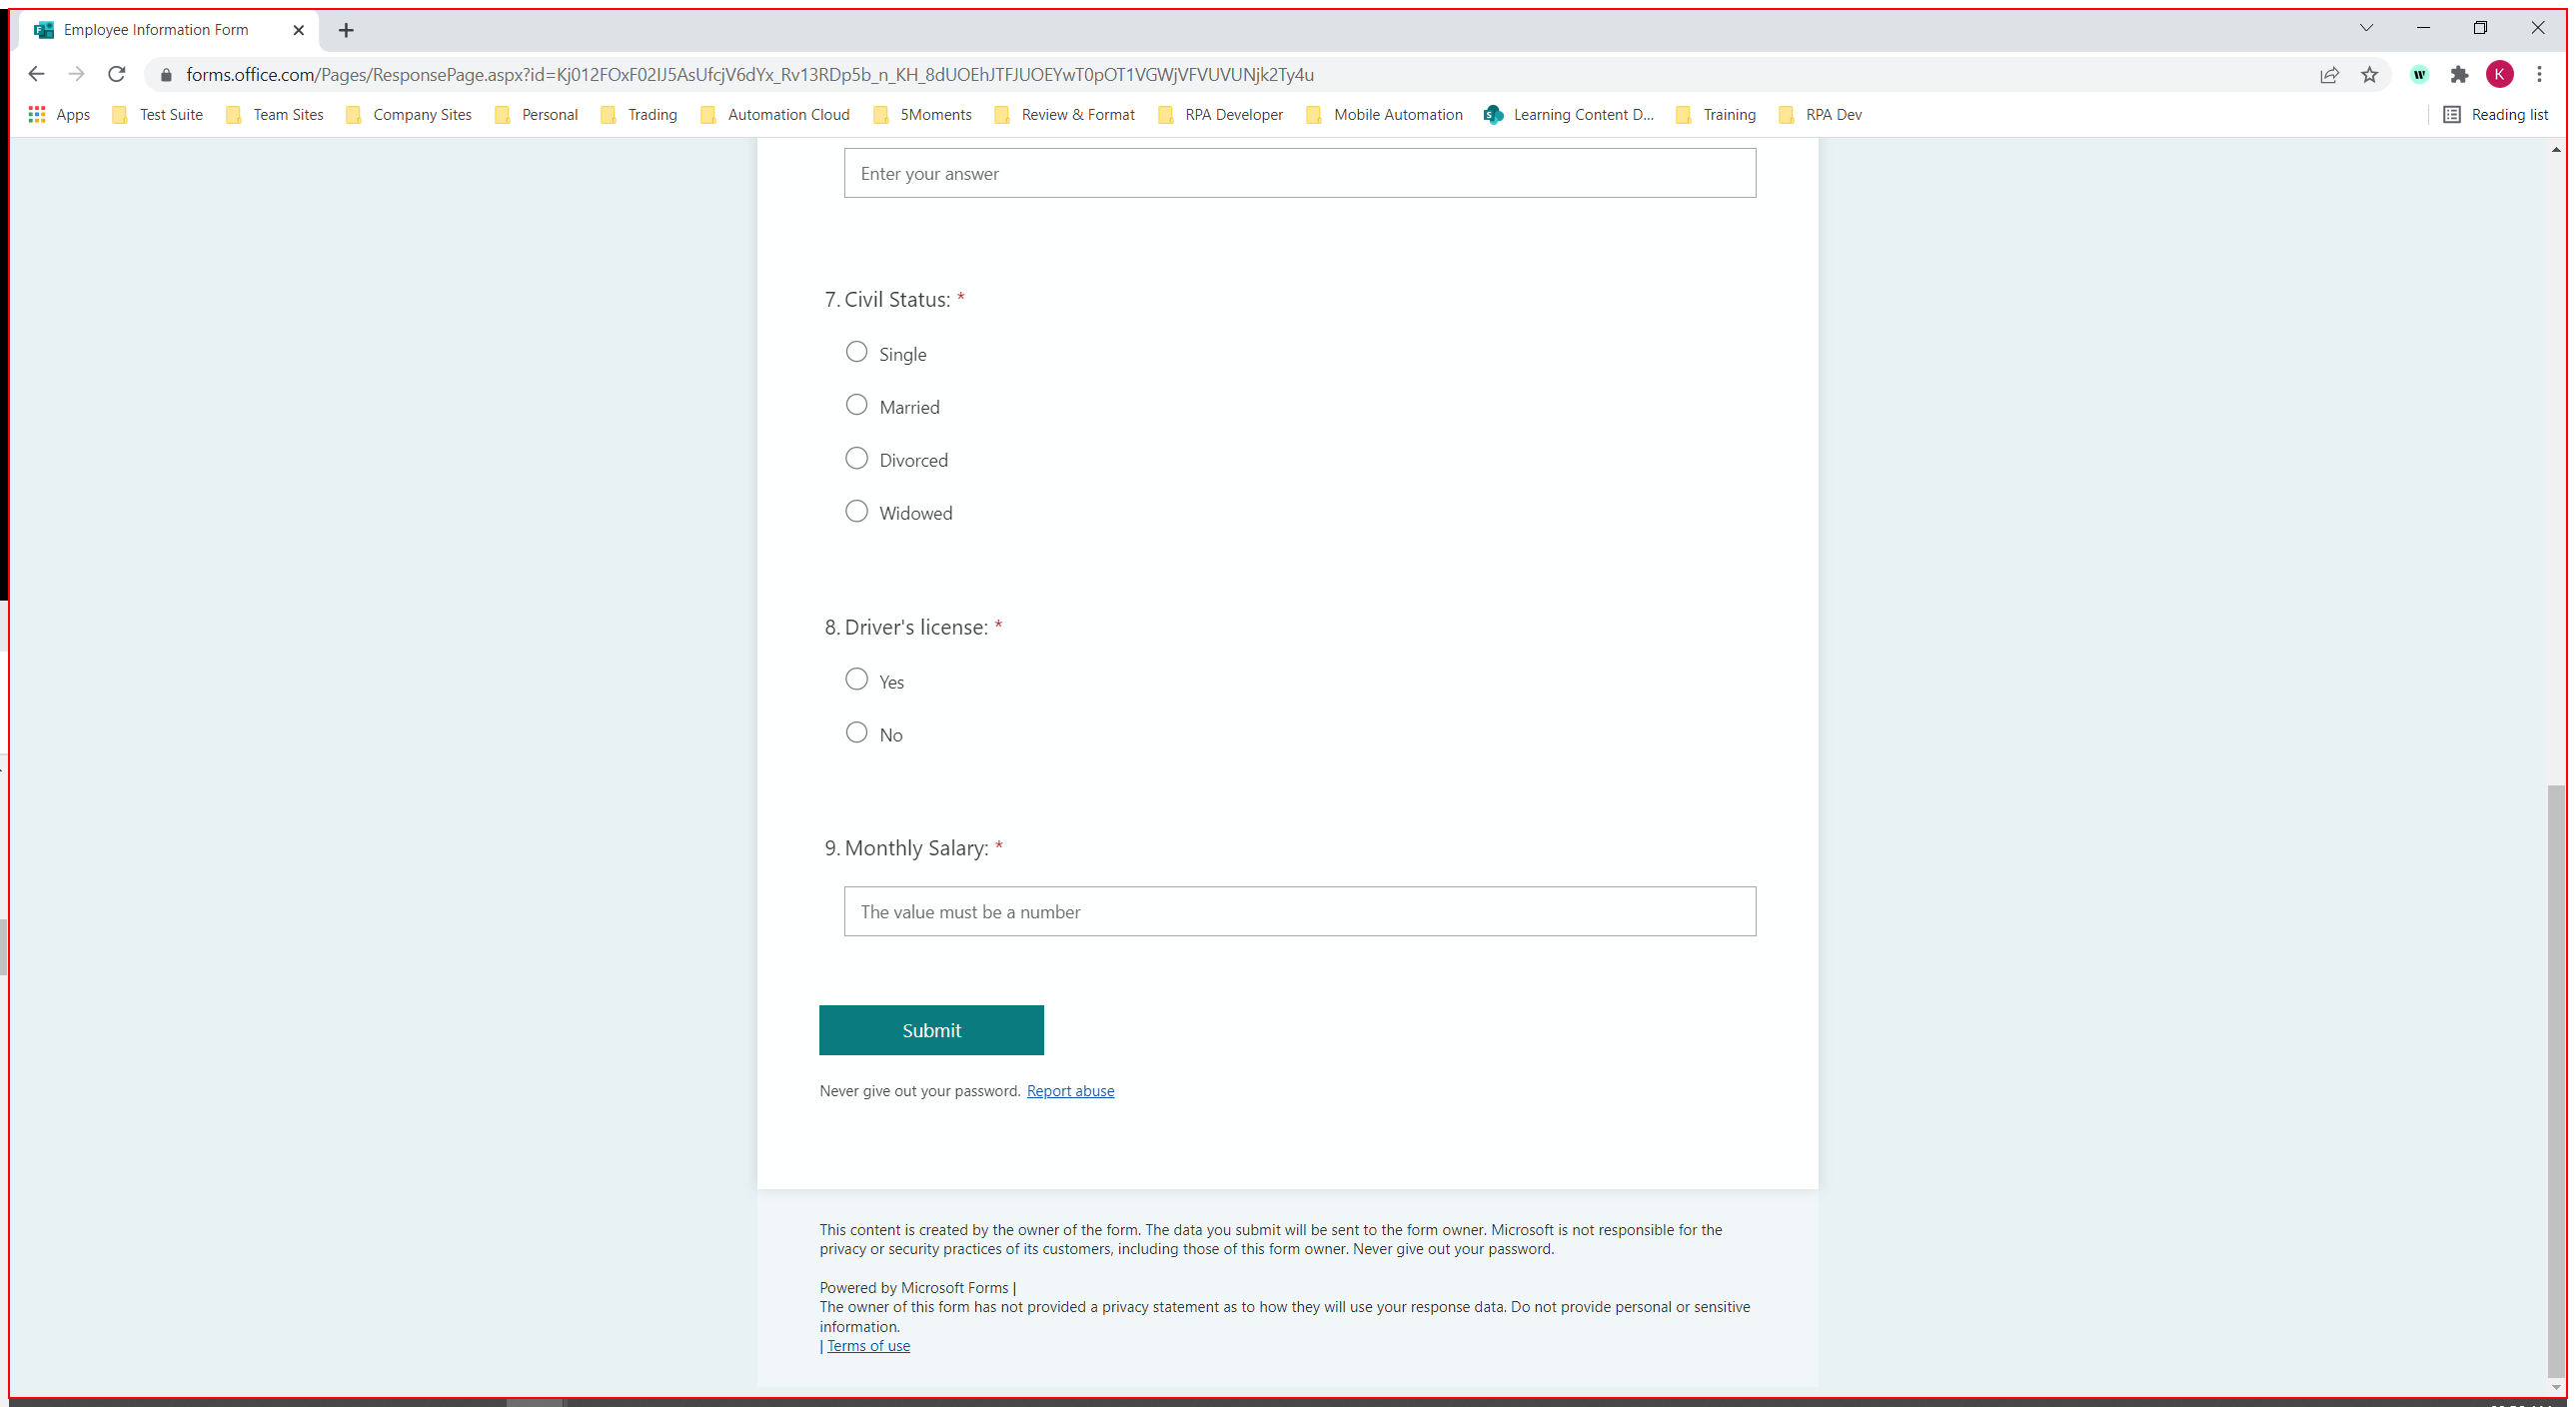 Employee Information Form
forms.office.com/Pages/ResponsePage.aspx?id=Kj012FOxF02IJ5AsUfcjV6dYx_Rv13RDp5b_n_KH_8dUOEhJTFJUOEYwT0pOT1VGWjVFVUVUNjk2Ty4u
K
Apps Test Suite Team Sites Company Sites Personal Trading Automation Cloud 5Moments Review & Format RPA Developer Mobile Automation Learning Content D... Training RPA Dev Reading list
Enter your answer
7. Civil Status: *
Single
Married
Divorced
Widowed
8. Driver's license: *
Yes
No
9. Monthly Salary: *
The value must be a number
Submit
Never give out your password. Report abuse
This content is created by the owner of the form. The data you submit will be sent to the form owner. Microsoft is not responsible for the
privacy or security practices of its customers, including those of this form owner. Never give out your password.
Powered by Microsoft Forms |
The owner of this form has not provided a privacy statement as to how they will use your response data. Do not provide personal or sensitive
information.
| Terms of use